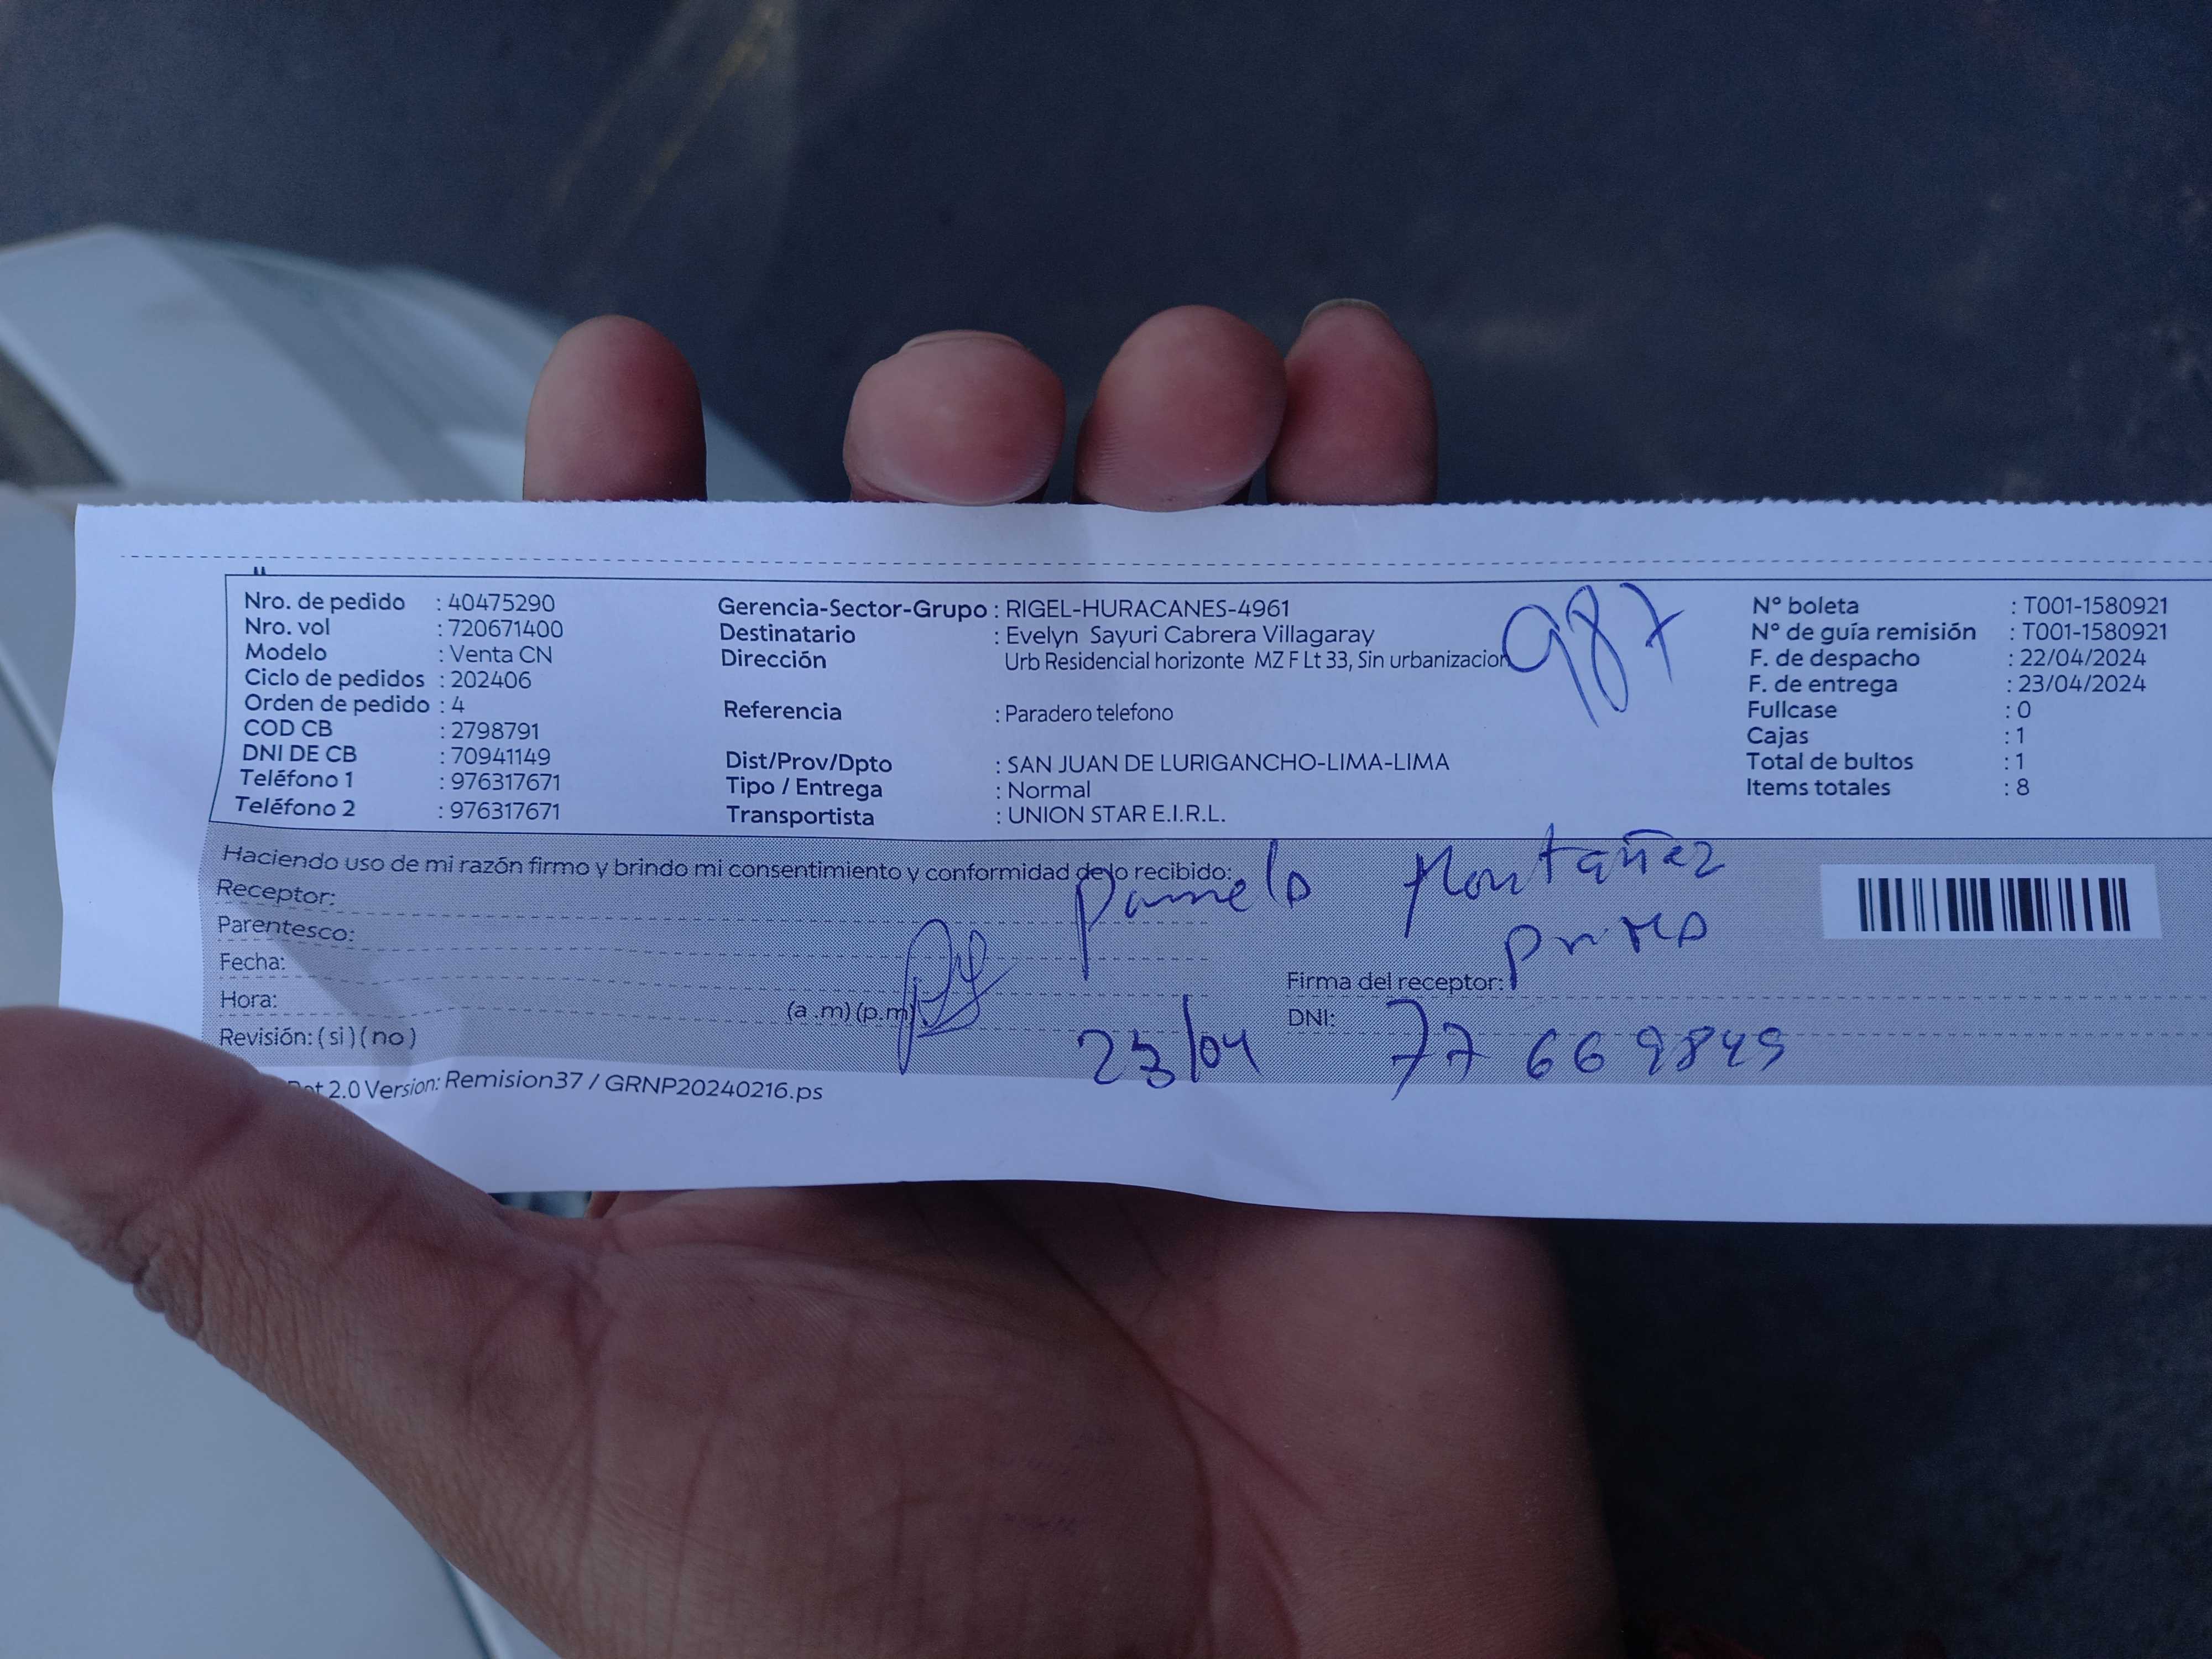 Nro. de pedido : 40475290
Nro. vol : 720671400
Modelo : Venta CN
Ciclo de pedidos : 202406
Orden de pedido : 4
COD CB : 2798791
DNI DE CB : 70941149
Teléfono 1 : 976317671
Teléfono 2 : 976317671
Gerencia-Sector-Grupo : RIGEL-HURACANES-4961
Destinatario : Evelyn Sayuri Cabrera Villagaray
Dirección Urb Residencial horizonte MZ F Lt 33, Sin urbanizacion
Referencia : Paradero telefono
Dist/Prov/Dpto : SAN JUAN DE LURIGANCHO-LIMA-LIMA
Tipo / Entrega : Normal
Transportista : UNION STAR E.I.R.L.
987
N° boleta : T001-1580921
N° de guía remisión : T001-1580921
F. de despacho : 22/04/2024
F. de entrega : 23/04/2024
Fullcase : 0
Cajas : 1
Total de bultos : 1
Items totales : 8
Haciendo uso de mi razón firmo y brindo mi consentimiento y conformidad de lo recibido:
Pamela Montañez
Receptor:
Parentesco:
Prima
Fecha:
Firma del receptor:
Hora: (a .m) (p.m)
DNI:
Revisión: ( si ) ( no )
23/04 77669849
2.0 Version: Remision37 / GRNP20240216.ps